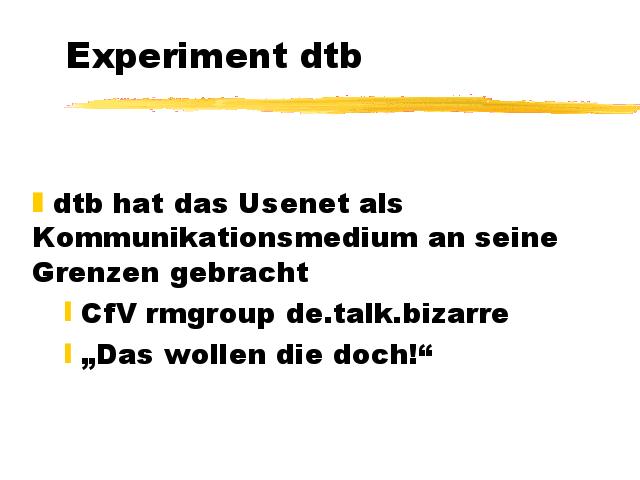 Experiment dtb
dtb hat das Usenet als
Kommunikationsmedium an seine
Grenzen gebracht
CfV rmgroup de.talk.bizarre
„Das wollen die doch!“